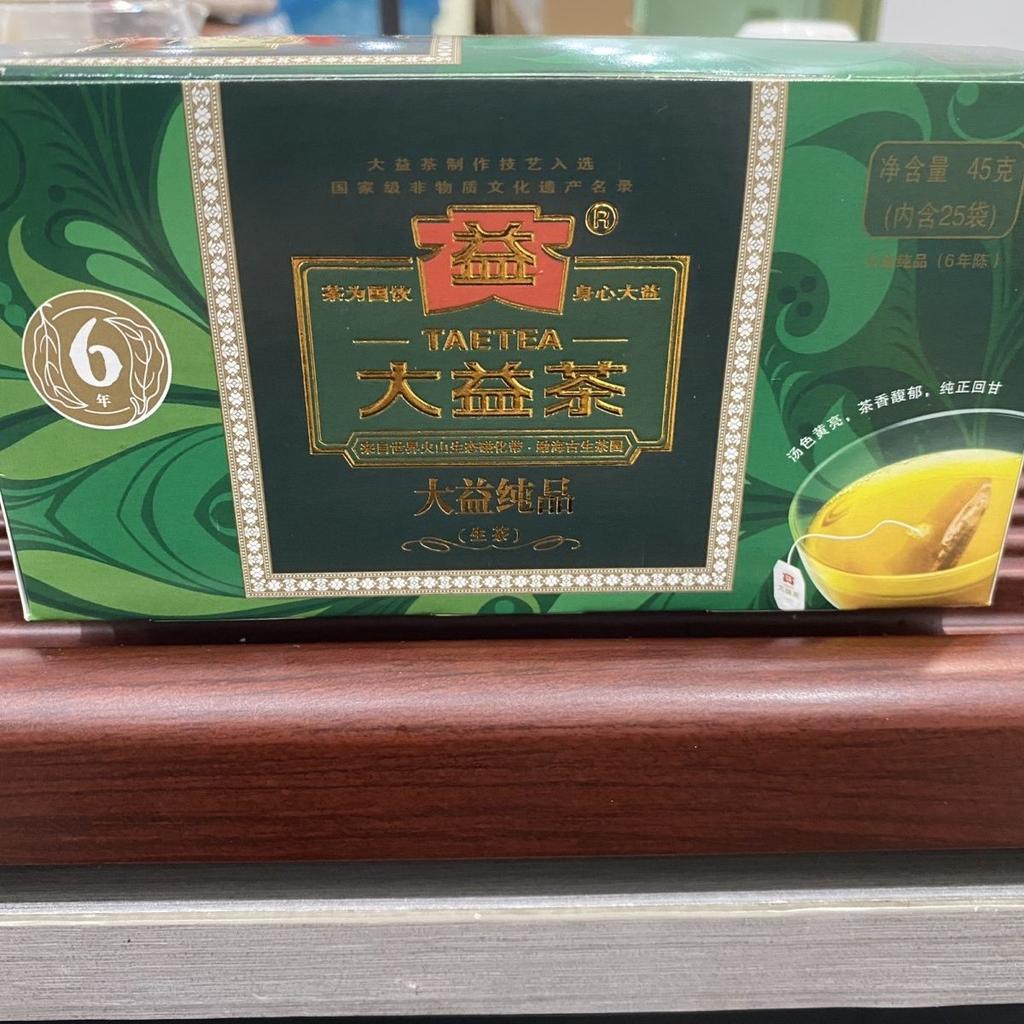 大益茶制作技艺入选
国家级非物质文化遗产名录
益®
茶为国饮 身心大益
TAETEA
大益茶
来自世界火山生态茶化带·勐海古生茶园
大益纯品
(生茶)
6
年
净含量 45克
(内含25袋)
大益纯品(6年陈)
汤色黄亮,茶香馥郁,纯正回甘